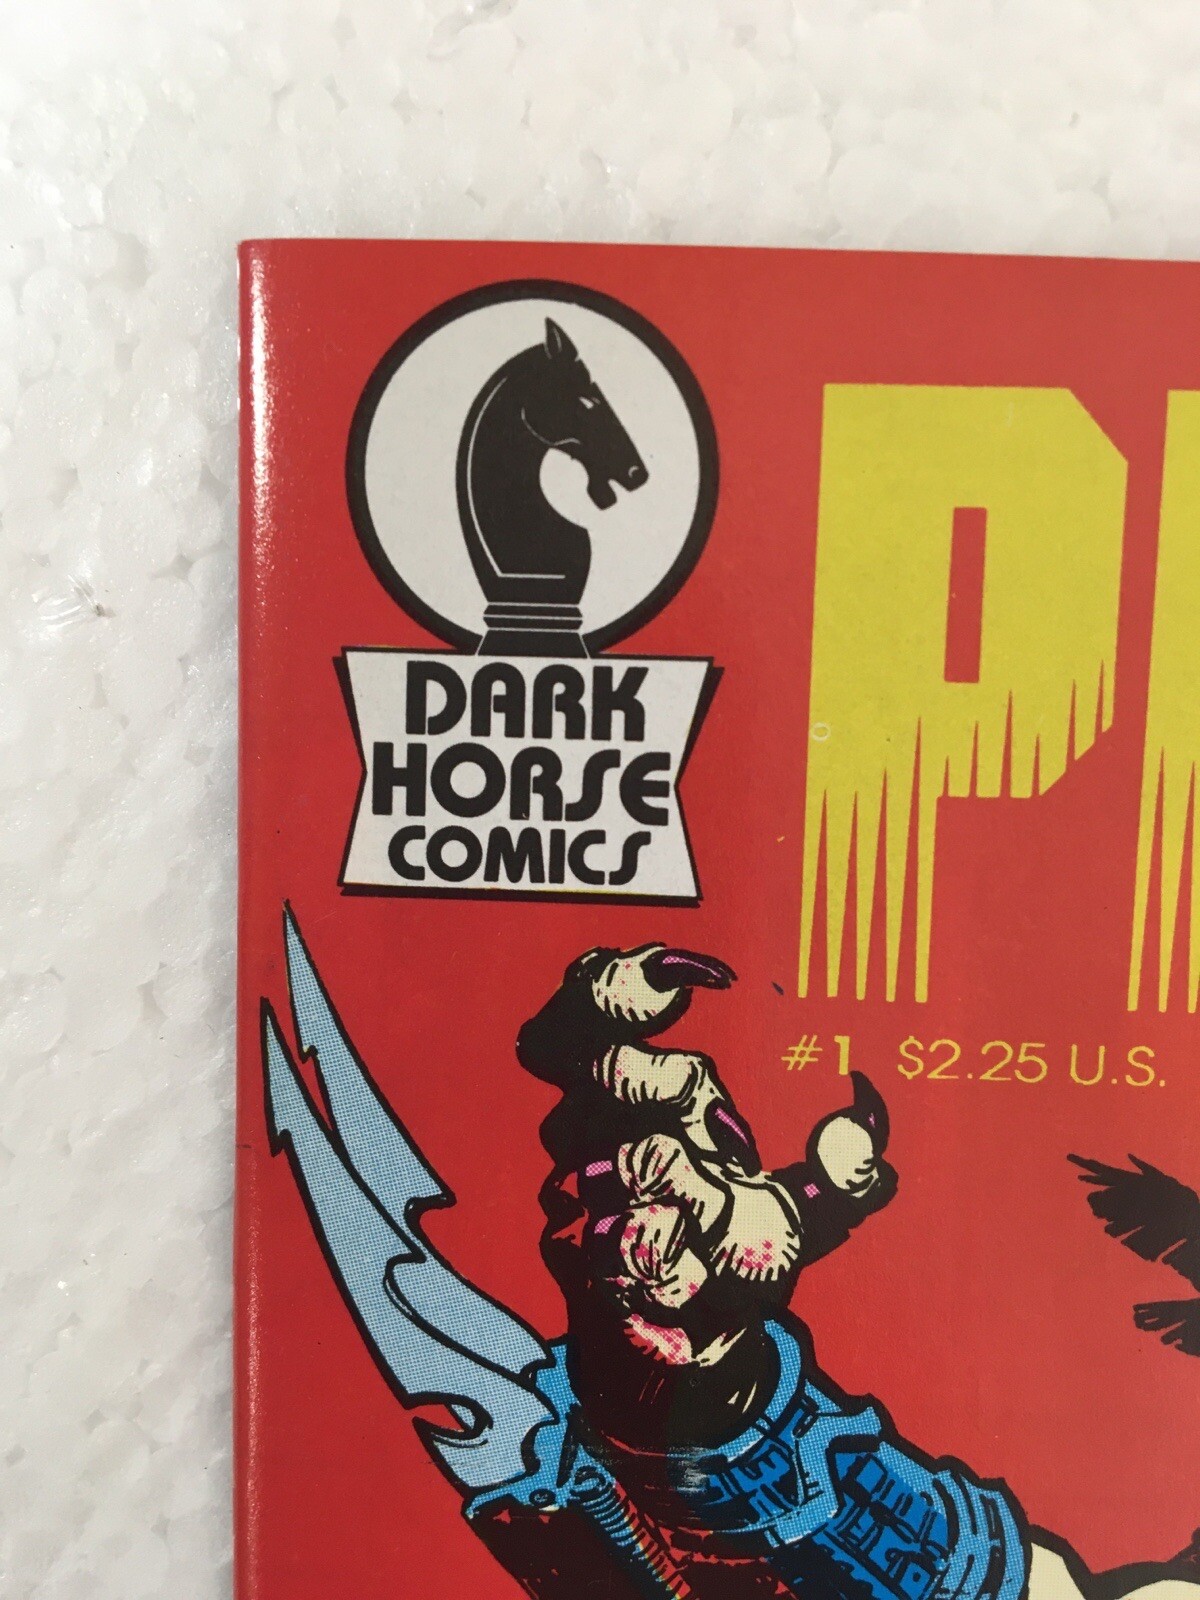 DARK
HORSE
COMICS
P
#1 $2.25 U.S.